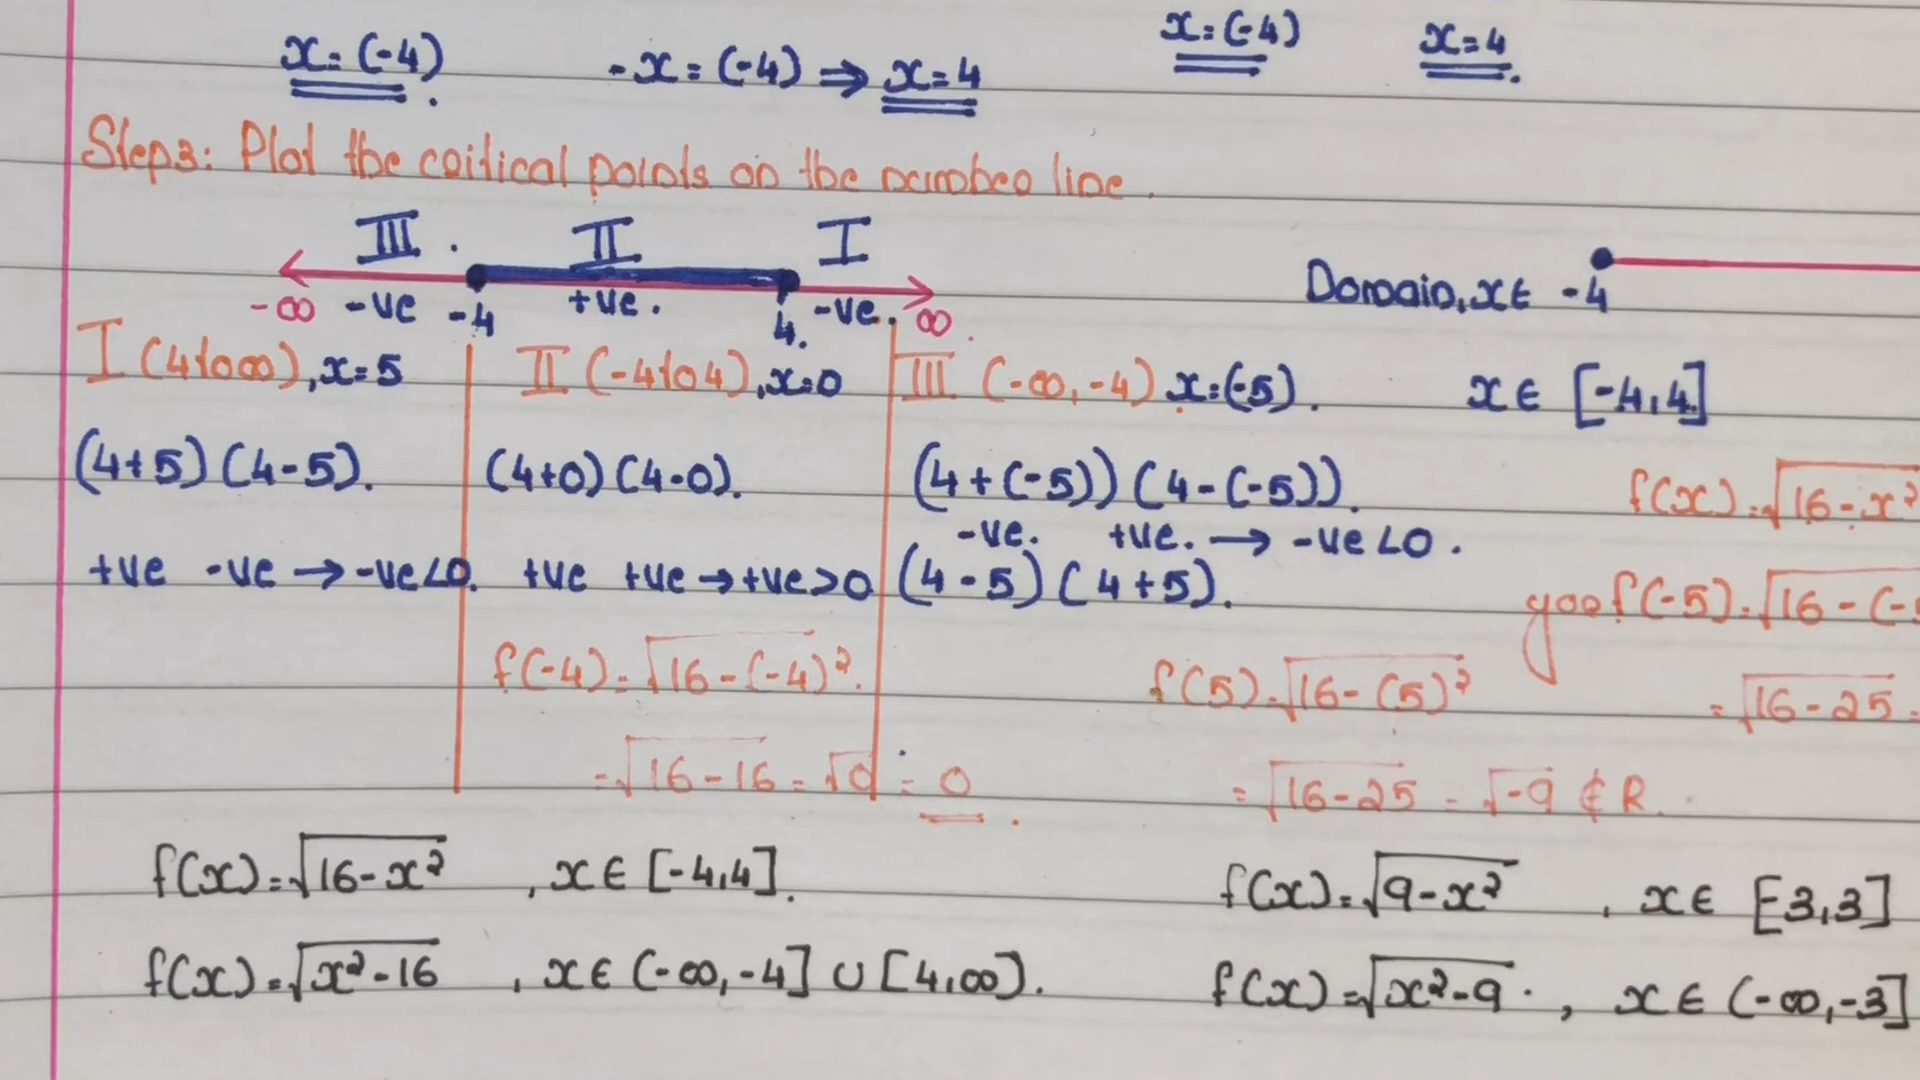 x=(-4). -x=(-4) ⇒ x=4 x=(-4) x=4.
Step3: Plot the critical points on the number line.
III. II I
-∞ -ve -4 +ve. 4. -ve. ∞.
Domain, x∈ -4
I (4 to ∞), x=5 II (-4 to 4), x=0 III (-∞,-4) x=(-5). x∈ [-4,4]
(4+5)(4-5). (4+0)(4-0). (4+(-5))(4-(-5)). f(x)=√16-x²
-ve. +ve. → -ve<0.
+ve -ve → -ve<0. +ve +ve → +ve>0 (4-5)(4+5). f(-5)=√16-(-5
f(-4)=√16-(-4)². f(5)=√16-(5)² =√16-25 =
=√16-16 = √0 = 0. =√16-25 = √-9 ∉ R.
f(x)=√16-x² , x∈ [-4,4]. f(x)=√9-x² , x∈ [-3,3]
f(x)=√x²-16 , x∈ (-∞,-4] ∪ [4,∞). f(x)=√x²-9. , x∈ (-∞,-3]